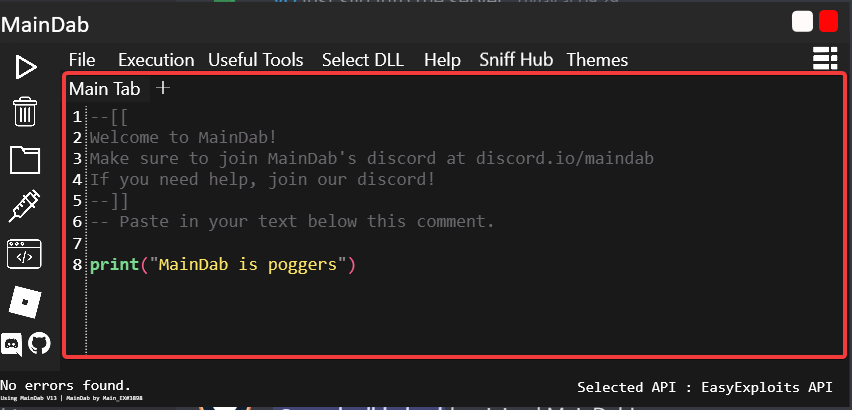 MainDab
File Execution Useful Tools Select DLL Help Sniff Hub Themes
Main Tab +
1 --[[
2 Welcome to MainDab!
3 Make sure to join MainDab's discord at discord.io/maindab
4 If you need help, join our discord!
5 --]]
6 -- Paste in your text below this comment.
7
8 print("MainDab is poggers")
No errors found.
Using MainDab V13 | MainDab by Main_EX#3898
Selected API : EasyExploits API